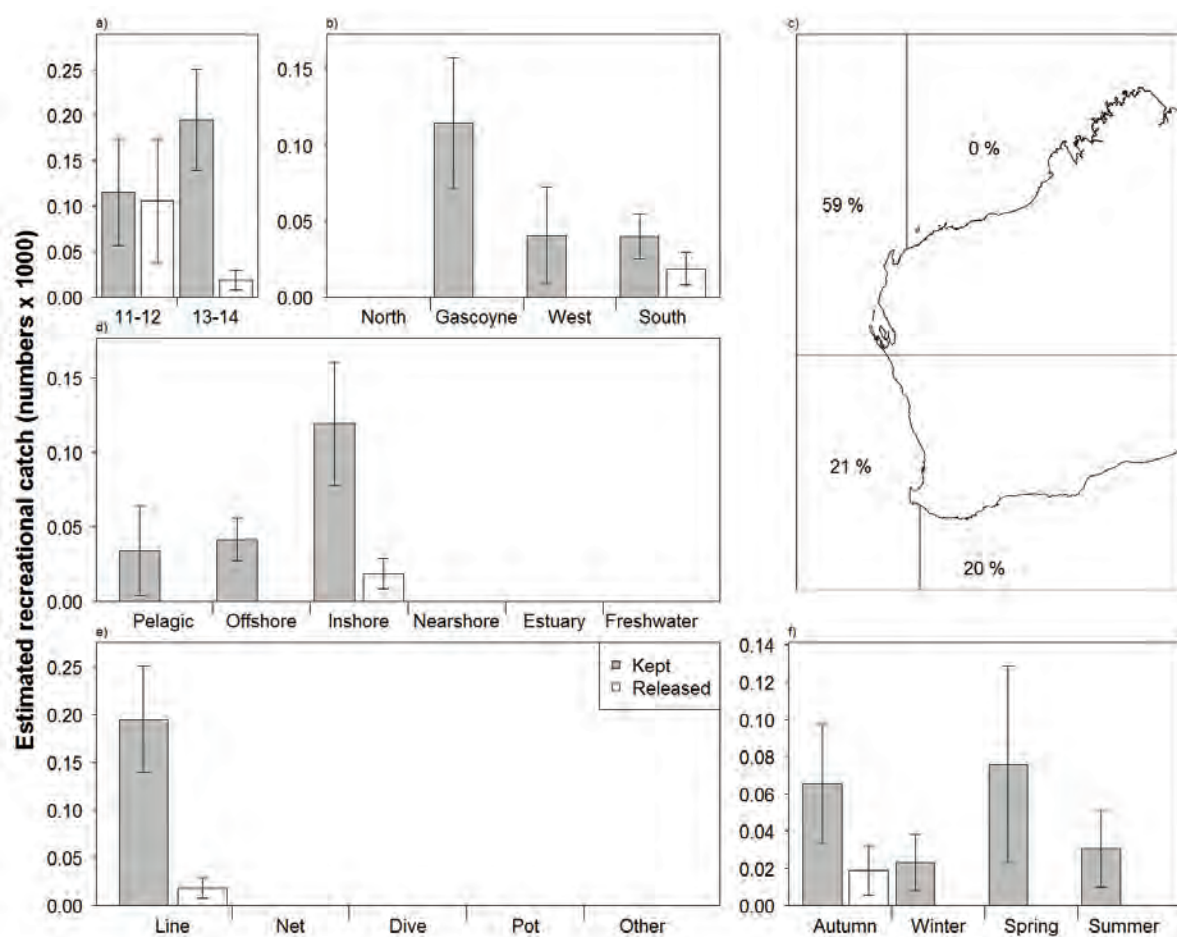 Estimated recreational catch (numbers x 1000)
a)
0.25
0.20
0.15
0.10
0.05
0.00
11-12 13-14
b)
0.15
0.10
0.05
0.00
North Gascoyne West South
c)
0 %
59 %
21 %
20 %
d)
0.15
0.10
0.05
0.00
Pelagic Offshore Inshore Nearshore Estuary Freshwater
e)
0.25
0.20
0.15
0.10
0.05
0.00
Kept
Released
Line Net Dive Pot Other
f)
0.14
0.12
0.10
0.08
0.06
0.04
0.02
0.00
Autumn Winter Spring Summer